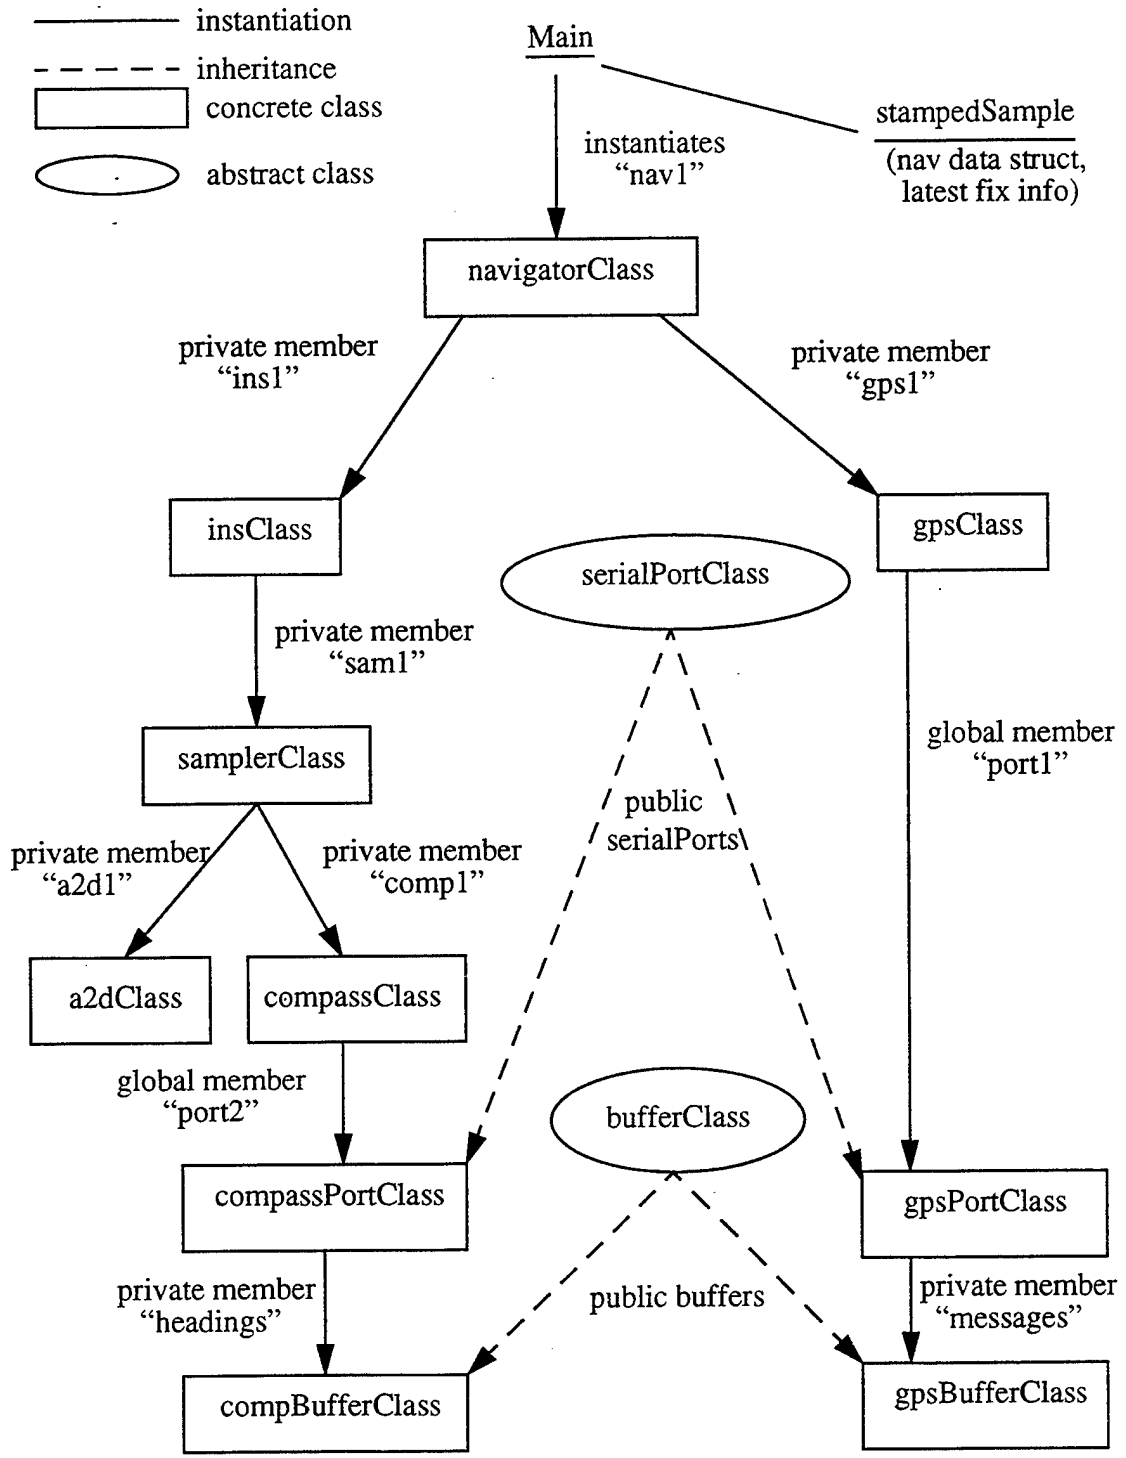 instantiation
inheritance
concrete class
abstract class
Main
stampedSample
(nav data struct,
latest fix info)
instantiates
“nav1”
navigatorClass
private member
“ins1”
private member
“gps1”
insClass
gpsClass
serialPortClass
private member
“sam1”
samplerClass
global member
“port1”
public
serialPorts
private member
“a2d1”
private member
“comp1”
a2dClass
compassClass
global member
“port2”
bufferClass
compassPortClass
gpsPortClass
private member
“headings”
public buffers
private member
“messages”
compBufferClass
gpsBufferClass